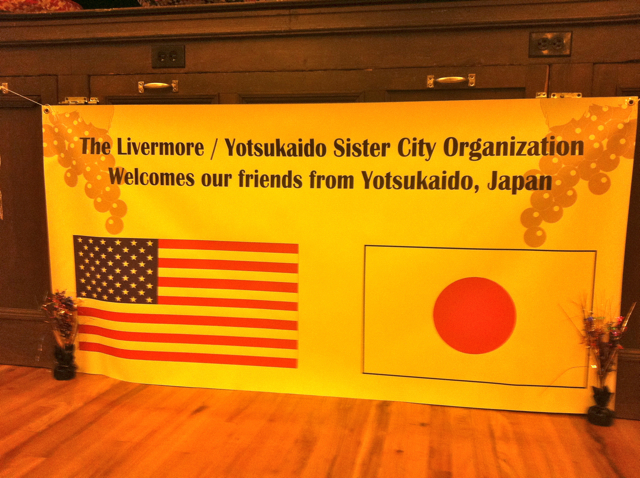 The Livermore / Yotsukaido Sister City Organization
Welcomes our friends from Yotsukaido, Japan